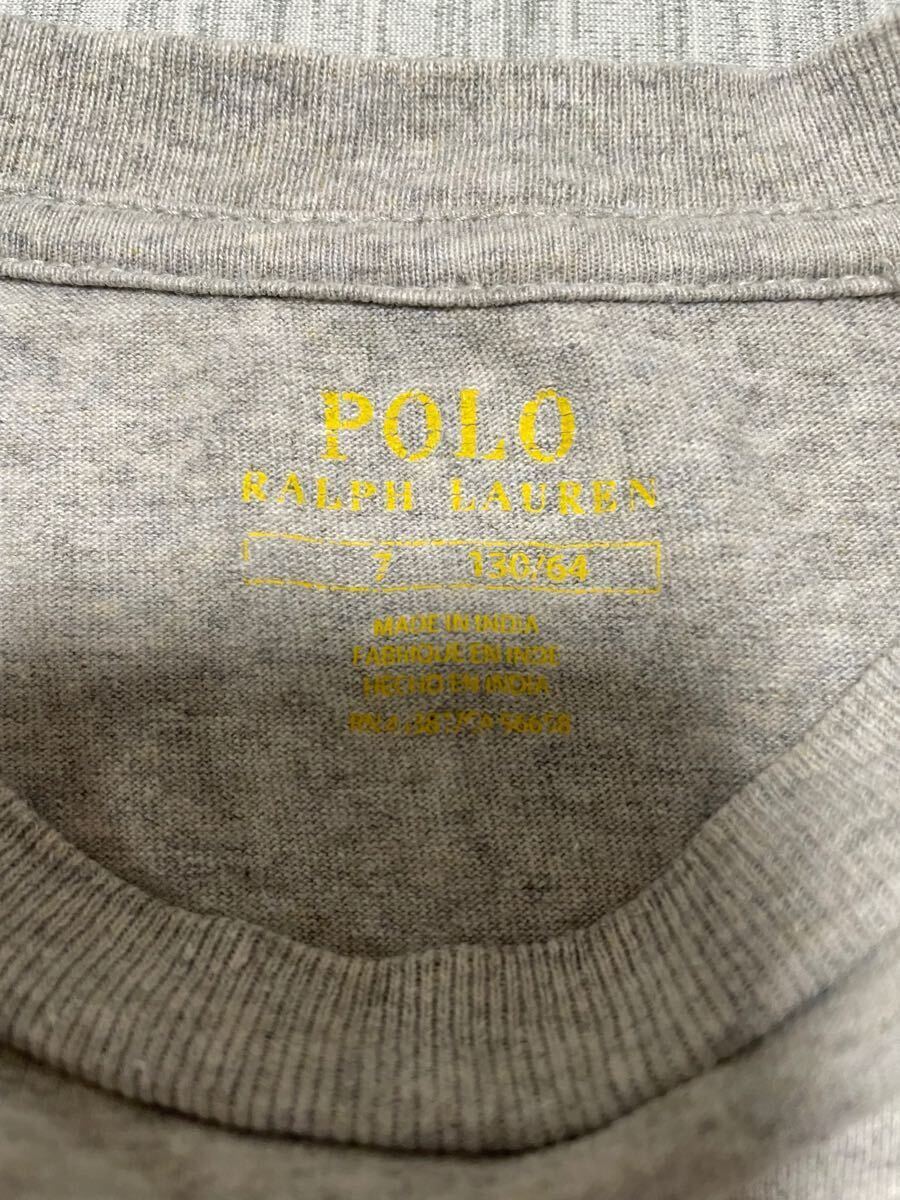 POLO
RALPH LAUREN
7 130/64
MADE IN INDIA
FABRIQUE EN INDE
HECHO EN INDIA